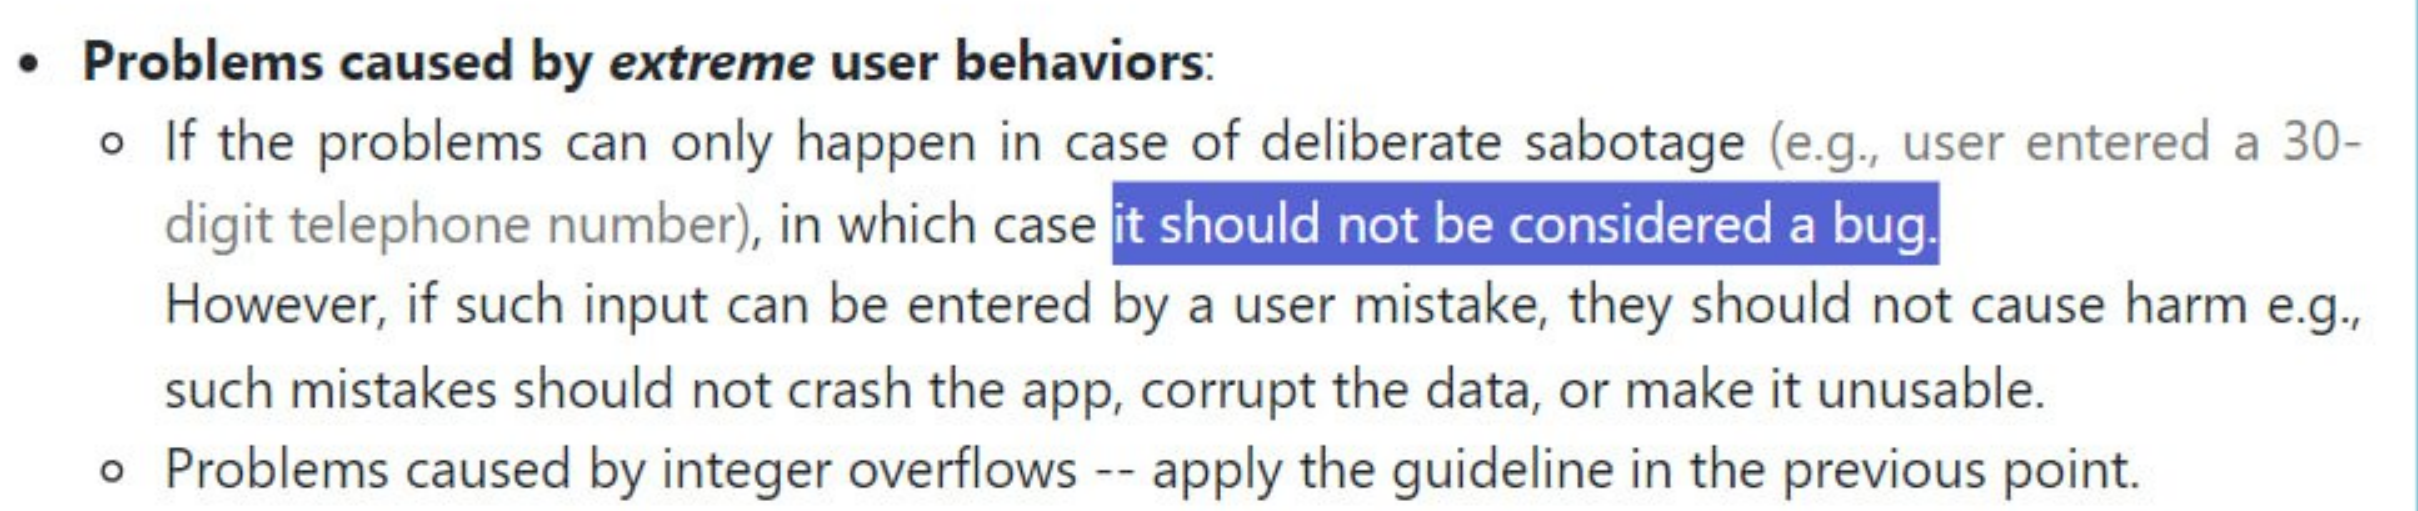 • Problems caused by extreme user behaviors:
○ If the problems can only happen in case of deliberate sabotage (e.g., user entered a 30-
digit telephone number), in which case it should not be considered a bug.
However, if such input can be entered by a user mistake, they should not cause harm e.g.,
such mistakes should not crash the app, corrupt the data, or make it unusable.
○ Problems caused by integer overflows -- apply the guideline in the previous point.